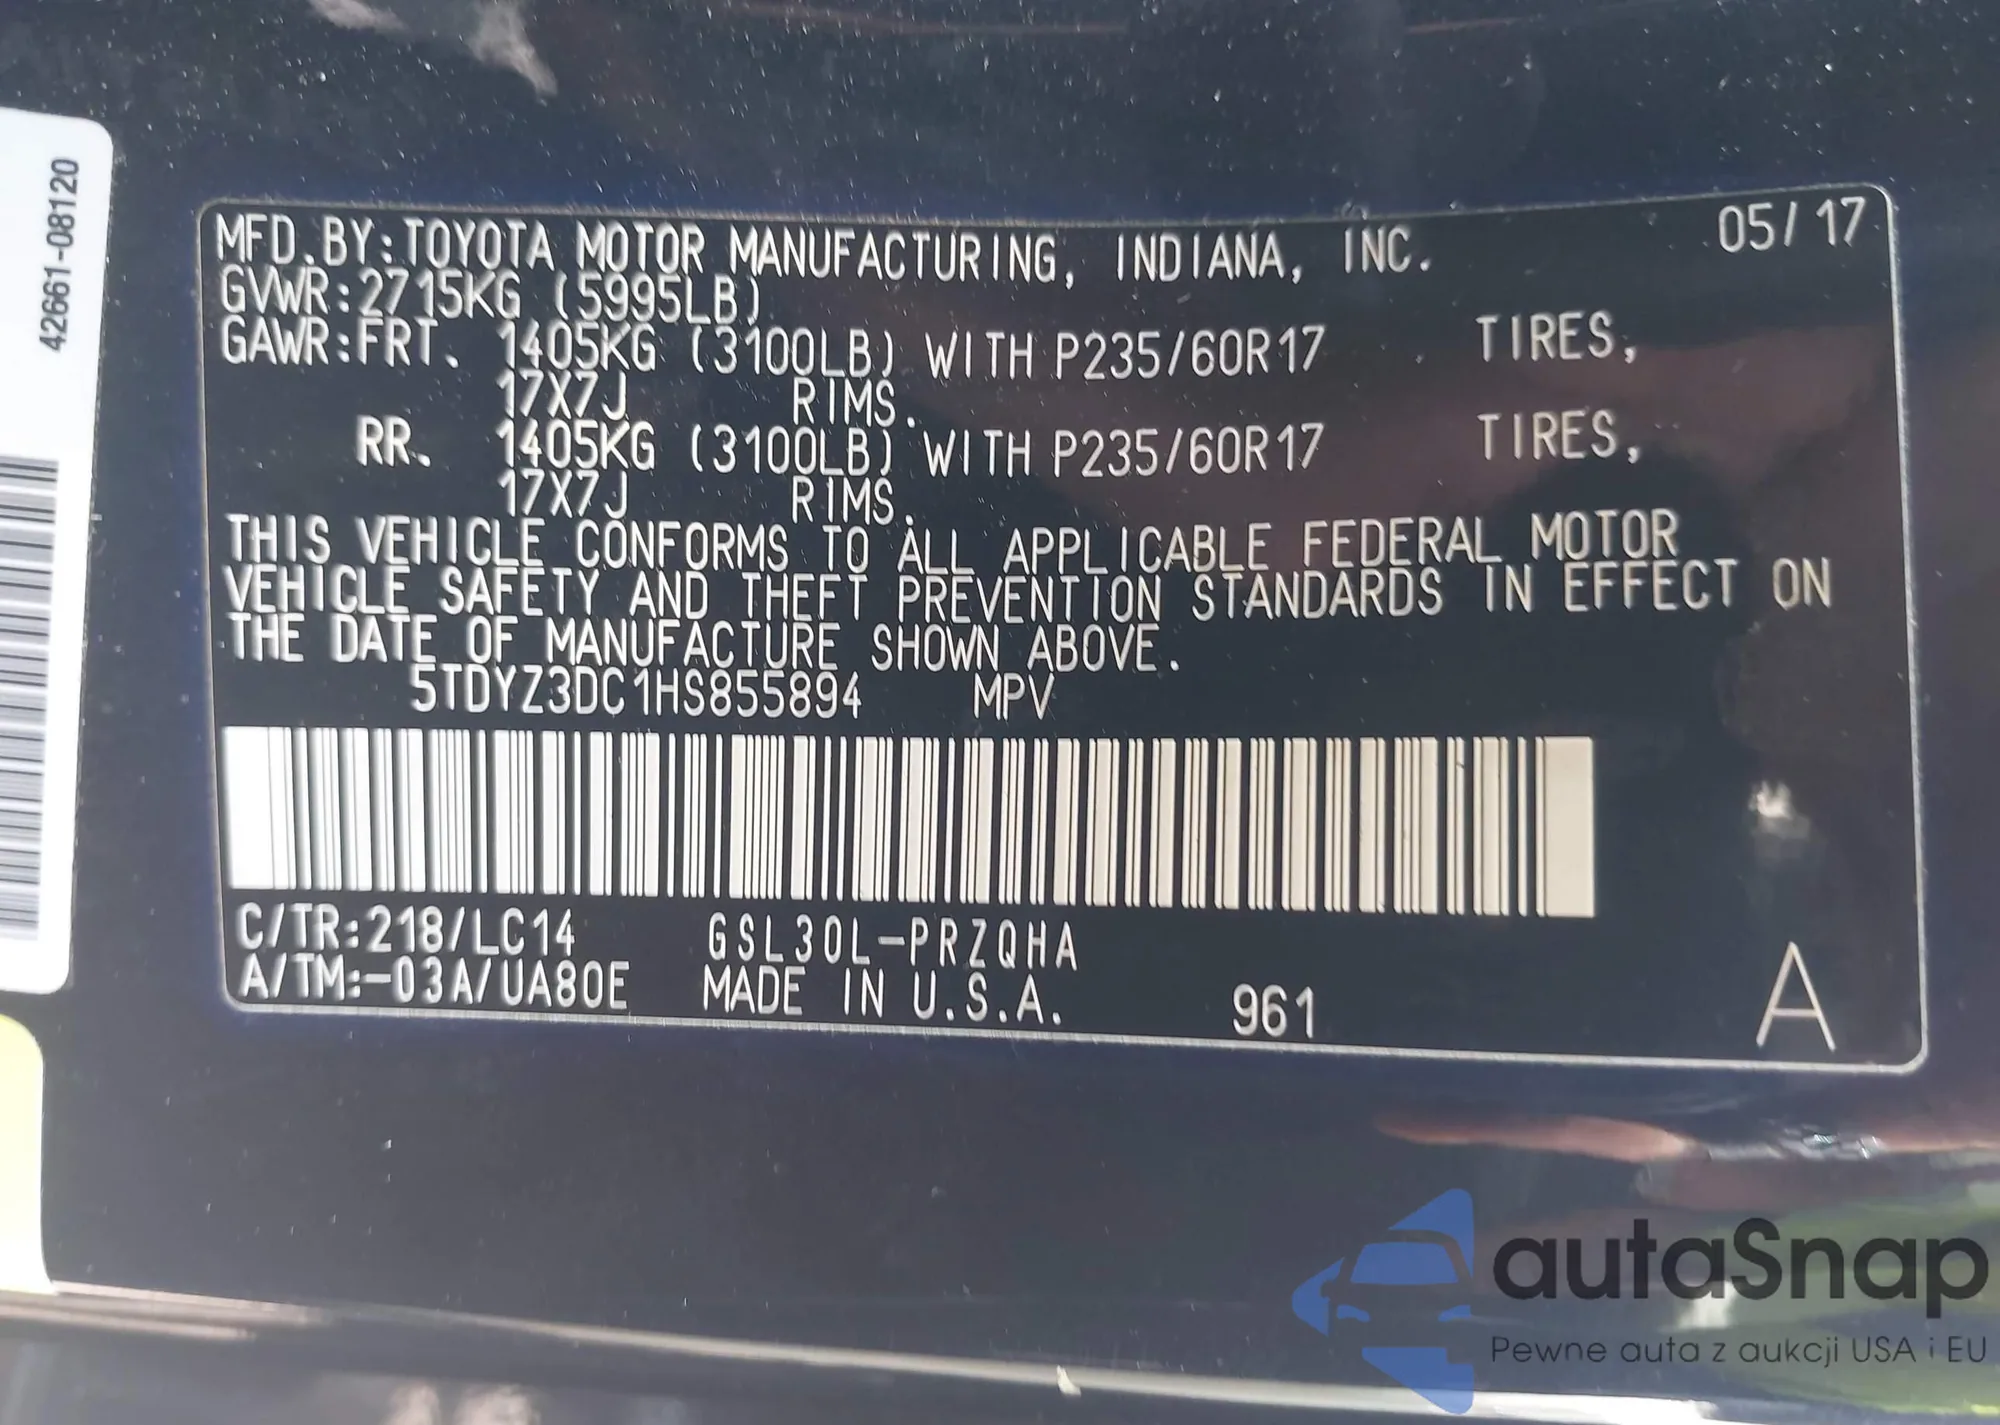 42661-08120
MFD.BY:TOYOTA MOTOR MANUFACTURING, INDIANA, INC. 05/17
GVWR:2715KG (5995LB)
GAWR:FRT. 1405KG (3100LB) WITH P235/60R17 TIRES,
17X7J RIMS.
RR. 1405KG (3100LB) WITH P235/60R17 TIRES,
17X7J RIMS.
THIS VEHICLE CONFORMS TO ALL APPLICABLE FEDERAL MOTOR
VEHICLE SAFETY AND THEFT PREVENTION STANDARDS IN EFFECT ON
THE DATE OF MANUFACTURE SHOWN ABOVE.
5TDYZ3DC1HS855894 MPV
C/TR:218/LC14 GSL30L-PRZQHA
A/TM:-03A/UA80E MADE IN U.S.A. 961 A
autaSnap
Pewne auta z aukcji USA i EU